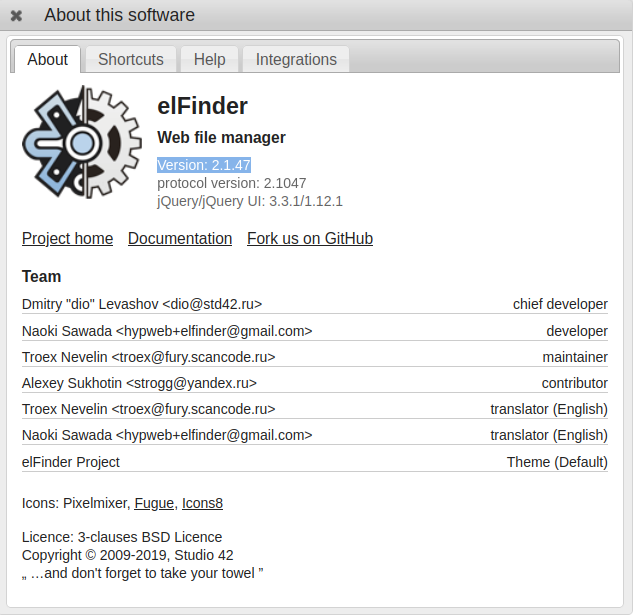 About this software
About Shortcuts Help Integrations
elFinder
Web file manager
Version: 2.1.47
protocol version: 2.1047
jQuery/jQuery UI: 3.3.1/1.12.1
Project home Documentation Fork us on GitHub
Team
Dmitry "dio" Levashov <dio@std42.ru> chief developer
Naoki Sawada <hypweb+elfinder@gmail.com> developer
Troex Nevelin <troex@fury.scancode.ru> maintainer
Alexey Sukhotin <strogg@yandex.ru> contributor
Troex Nevelin <troex@fury.scancode.ru> translator (English)
Naoki Sawada <hypweb+elfinder@gmail.com> translator (English)
elFinder Project Theme (Default)
Icons: Pixelmixer, Fugue, Icons8
Licence: 3-clauses BSD Licence
Copyright © 2009-2019, Studio 42
„ …and don't forget to take your towel ”